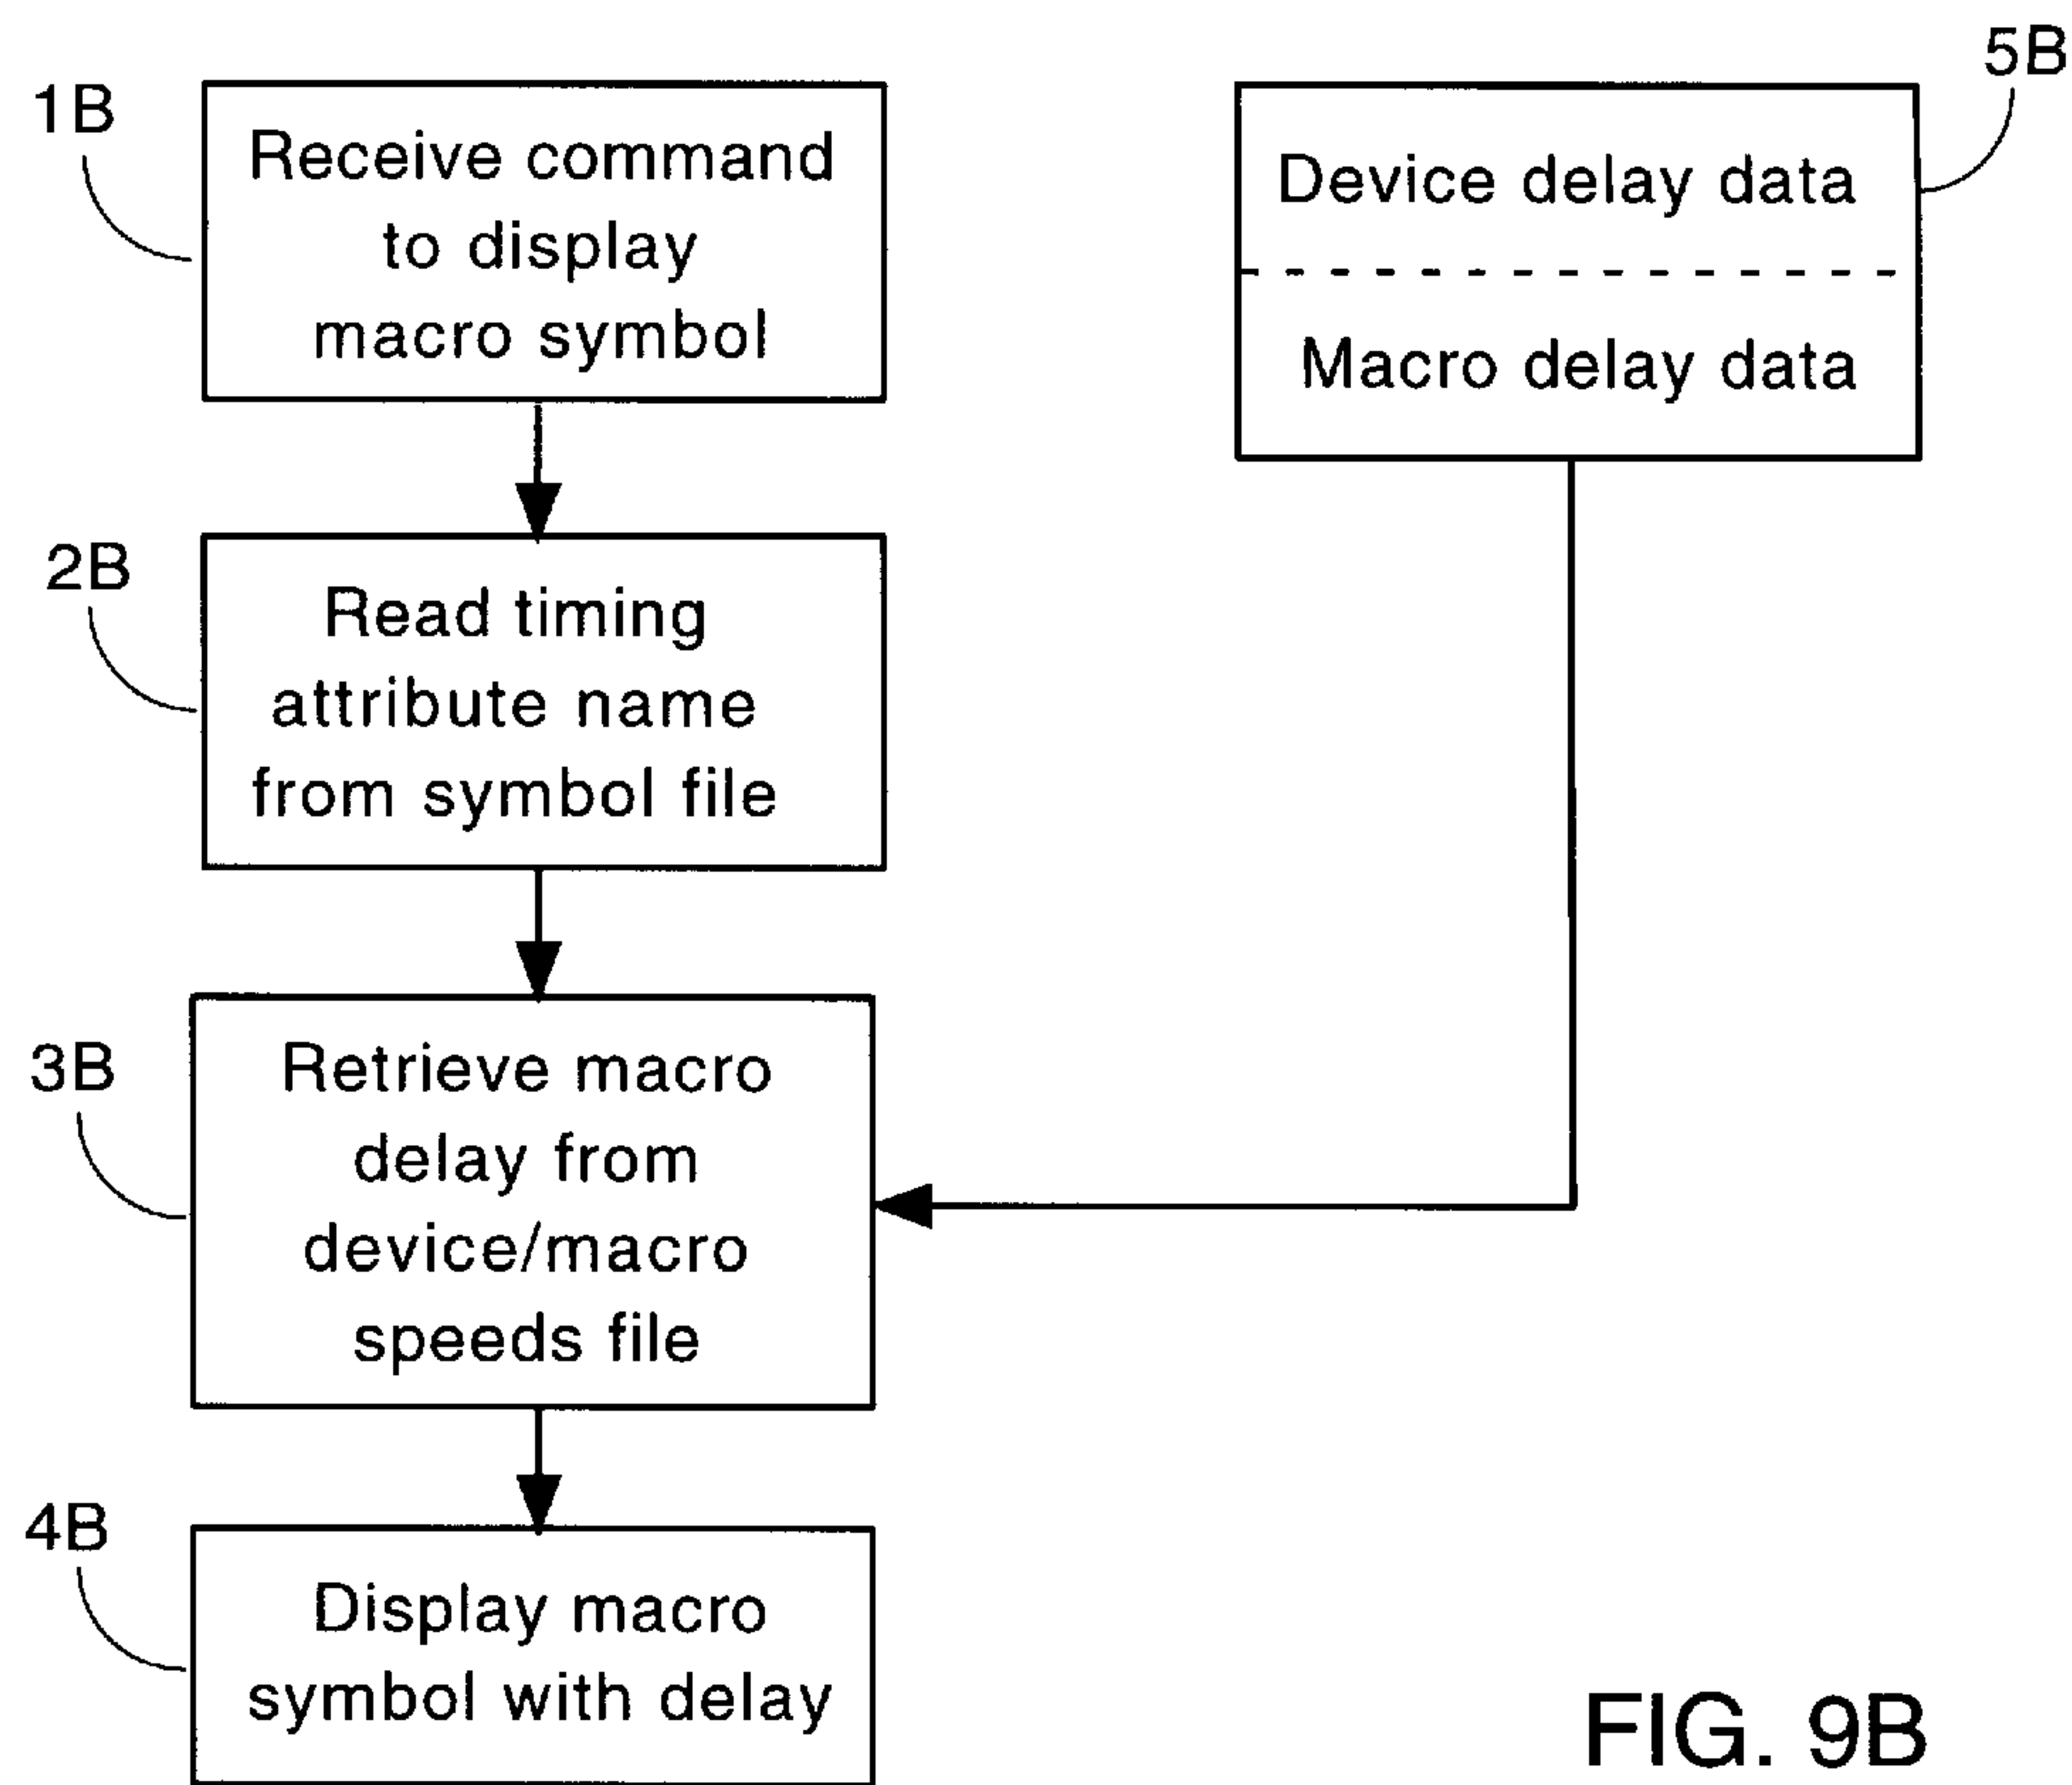 1B
Receive command
to display
macro symbol
5B
Device delay data
Macro delay data
2B
Read timing
attribute name
from symbol file
3B
Retrieve macro
delay from
device/macro
speeds file
4B
Display macro
symbol with delay
FIG. 9B